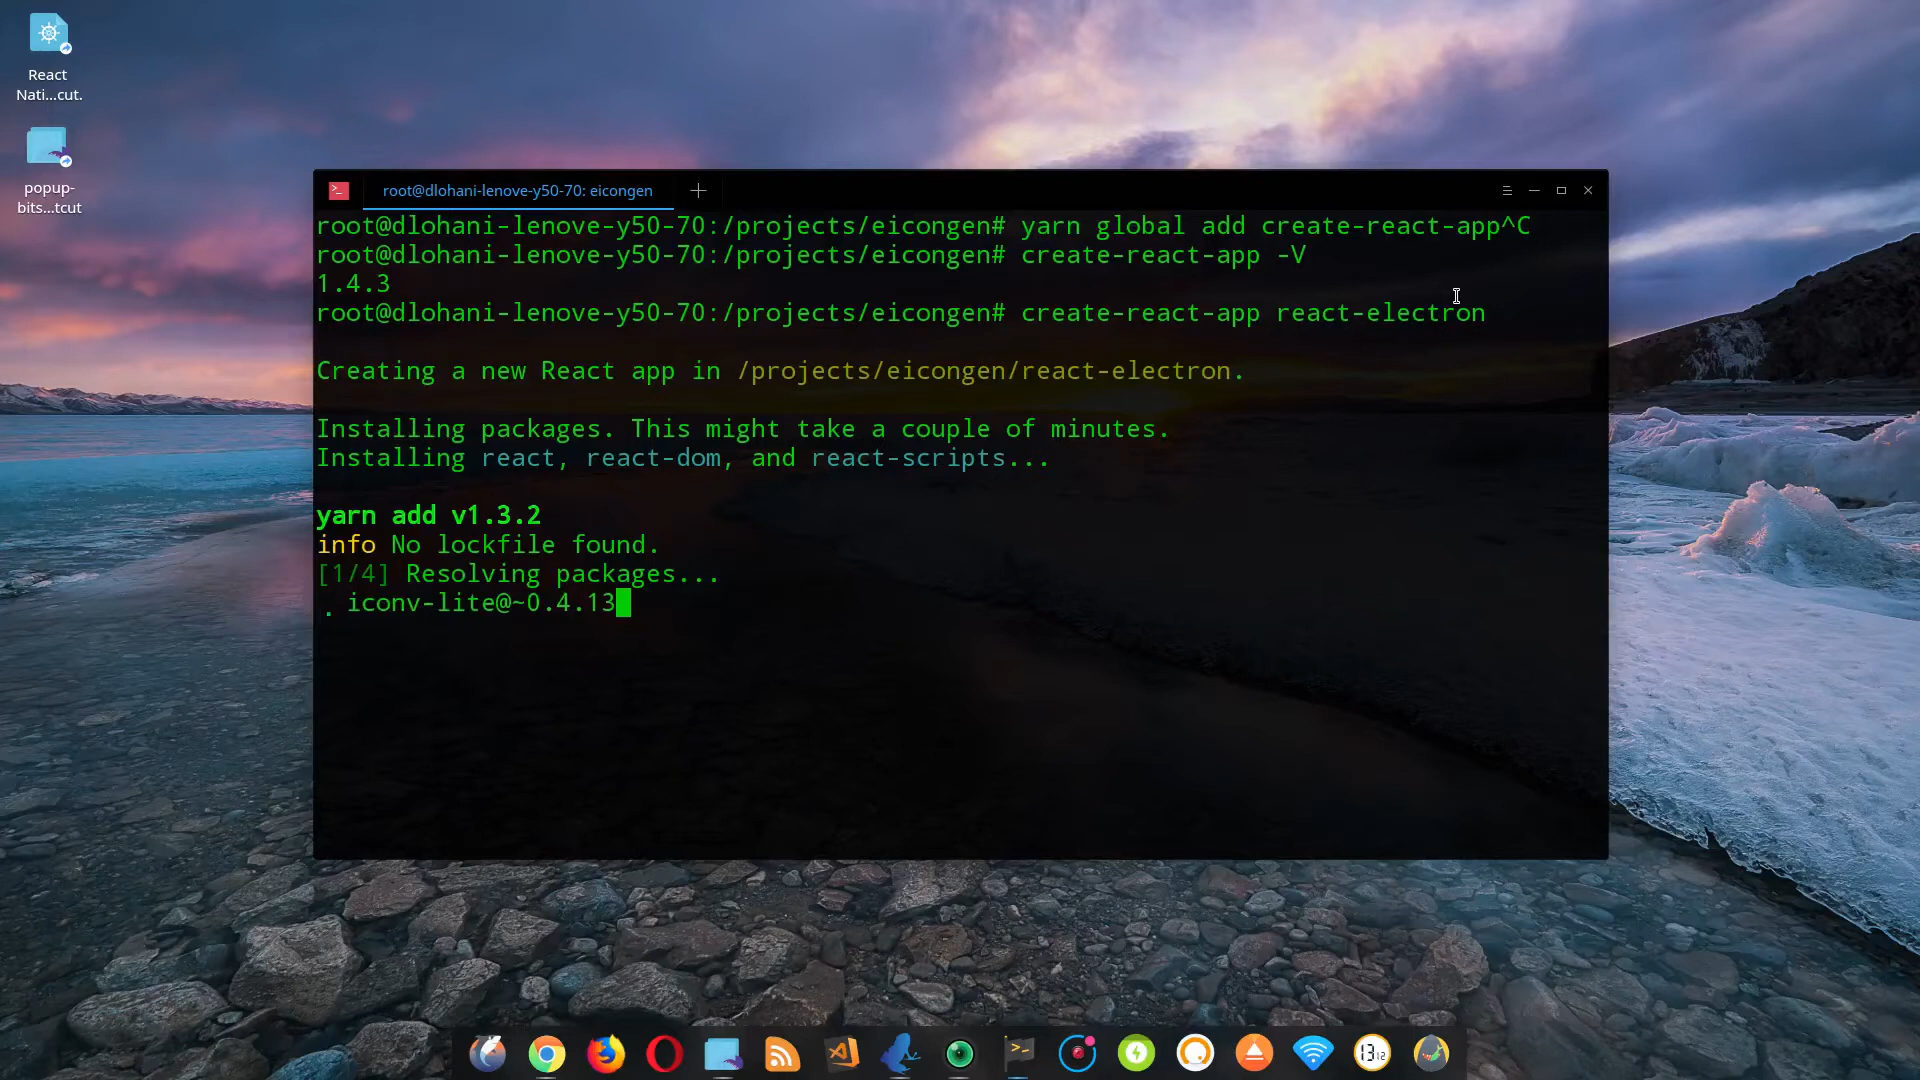 React
Nati...cut.
popup-
bits...tcut
root@dlohani-lenove-y50-70: eicongen
root@dlohani-lenove-y50-70:/projects/eicongen# yarn global add create-react-app^C
root@dlohani-lenove-y50-70:/projects/eicongen# create-react-app -V
1.4.3
root@dlohani-lenove-y50-70:/projects/eicongen# create-react-app react-electron
Creating a new React app in /projects/eicongen/react-electron.
Installing packages. This might take a couple of minutes.
Installing react, react-dom, and react-scripts...
yarn add v1.3.2
info No lockfile found.
[1/4] Resolving packages...
. iconv-lite@~0.4.13
13 12